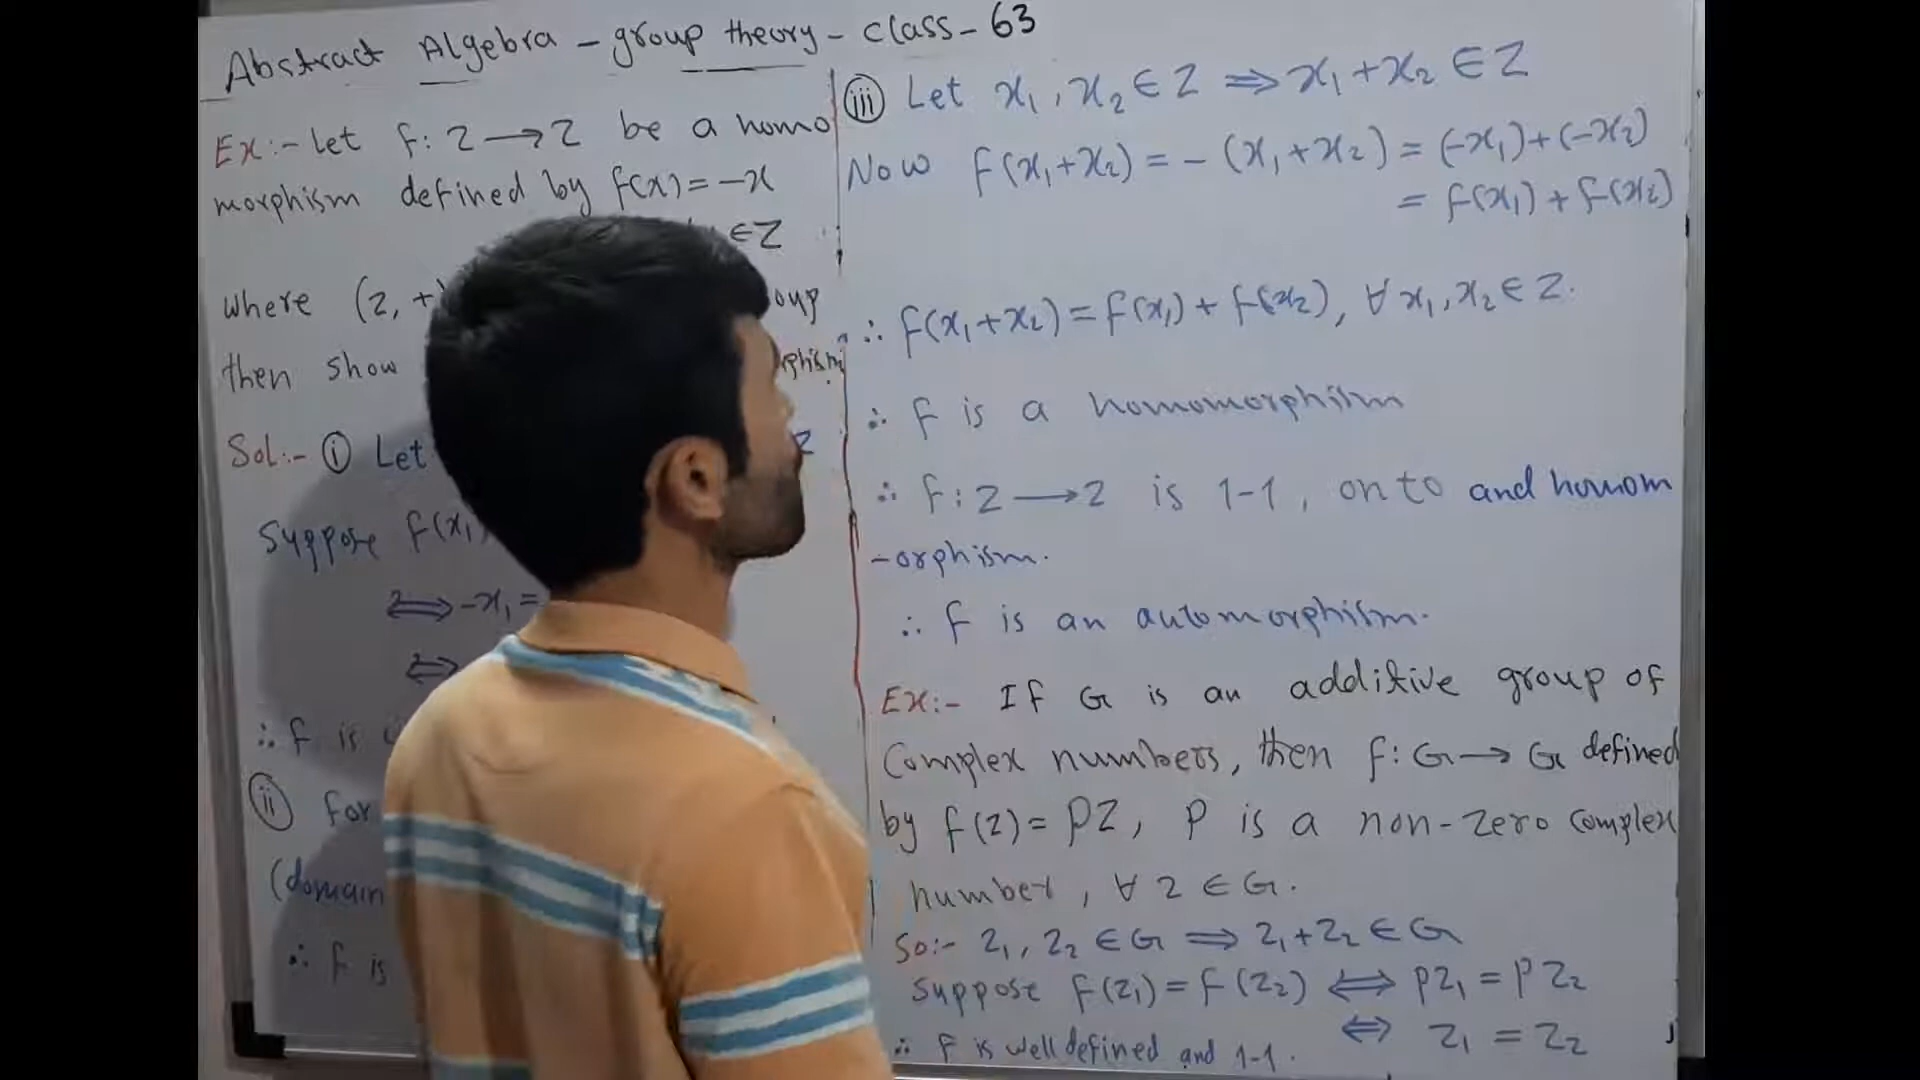 Abstract Algebra - group theory - class - 63
Ex:- Let f: Z → Z be a homo
morphism defined by f(x) = -x
∈ Z
where (Z, +)
then show
Sol:- (i) Let
Suppose f(x₁
⟺ -x₁ =
⟺
∴ f is
(ii) For
(domain
∴ f is
(iii) Let x₁, x₂ ∈ Z ⟹ x₁ + x₂ ∈ Z
Now f(x₁+x₂) = -(x₁+x₂) = (-x₁)+(-x₂)
= f(x₁) + f(x₂)
∴ f(x₁+x₂) = f(x₁) + f(x₂), ∀ x₁, x₂ ∈ Z.
∴ f is a homomorphism
∴ f: Z → Z is 1-1, onto and homom
-orphism.
∴ f is an automorphism.
Ex:- If G is an additive group of
Complex numbers, then f: G → G defined
by f(z) = pz, p is a non-zero complex
number, ∀ z ∈ G.
So:- z₁, z₂ ∈ G ⟹ z₁+z₂ ∈ G
Suppose f(z₁) = f(z₂) ⟺ pz₁ = pz₂
⟺ z₁ = z₂
∴ f is well defined and 1-1.